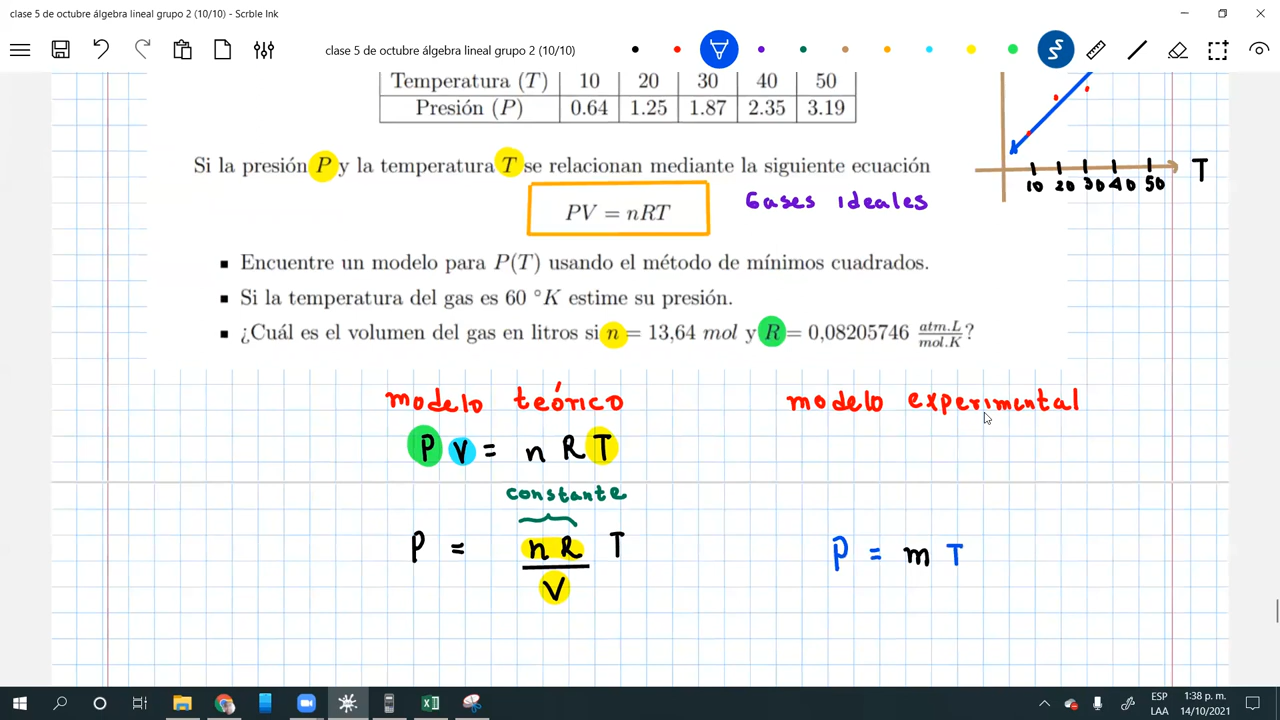 clase 5 de octubre álgebra lineal grupo 2 (10/10) - Scrble Ink
clase 5 de octubre álgebra lineal grupo 2 (10/10)
Temperatura (T) 10 20 30 40 50
Presión (P) 0.64 1.25 1.87 2.35 3.19
Si la presión P y la temperatura T se relacionan mediante la siguiente ecuación
PV = nRT
Gases ideales
T
10 20 30 40 50
▪ Encuentre un modelo para P(T) usando el método de mínimos cuadrados.
▪ Si la temperatura del gas es 60 °K estime su presión.
▪ ¿Cuál es el volumen del gas en litros si n = 13,64 mol y R = 0,08205746 atm.L/mol.K?
modelo teórico
modelo experimental
P V = n R T
constante
P = n R / V T
P = m T
ESP
LAA
1:38 p. m.
14/10/2021